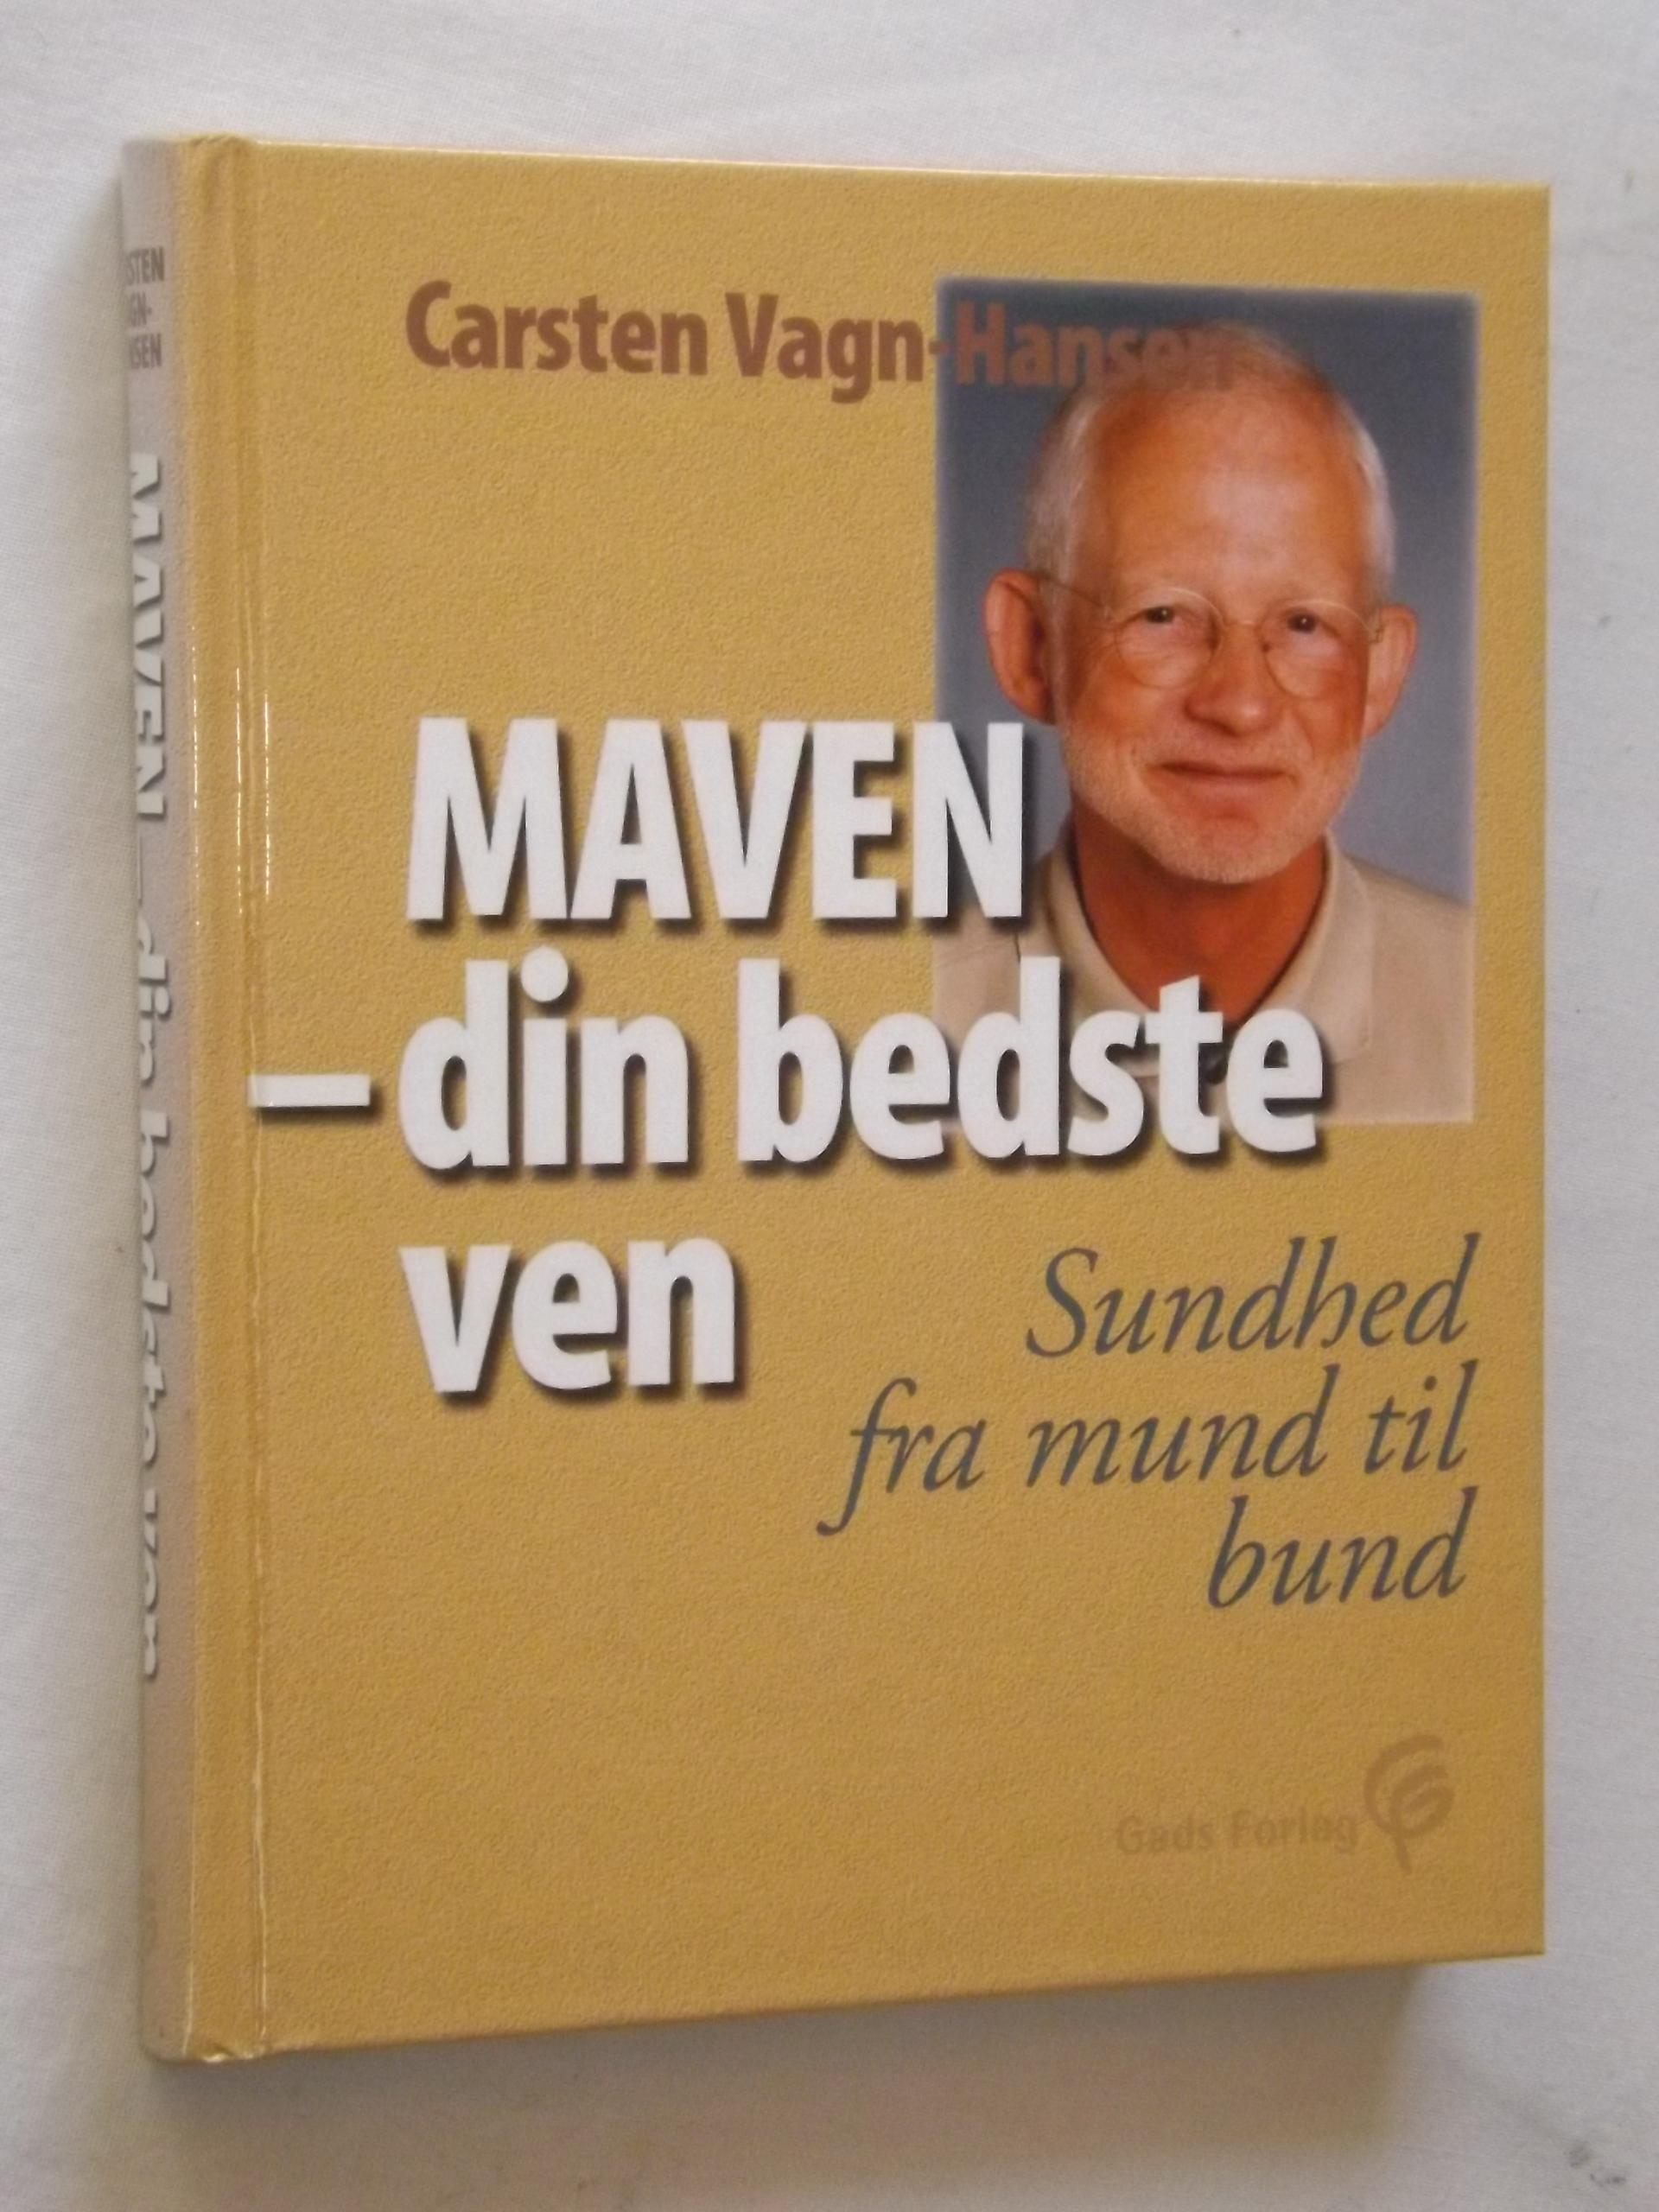 Carsten Vagn-Hansen
MAVEN
– din bedste
ven
Sundhed
fra mund til
bund
Gads Forlag
MAVEN – din bedste ven